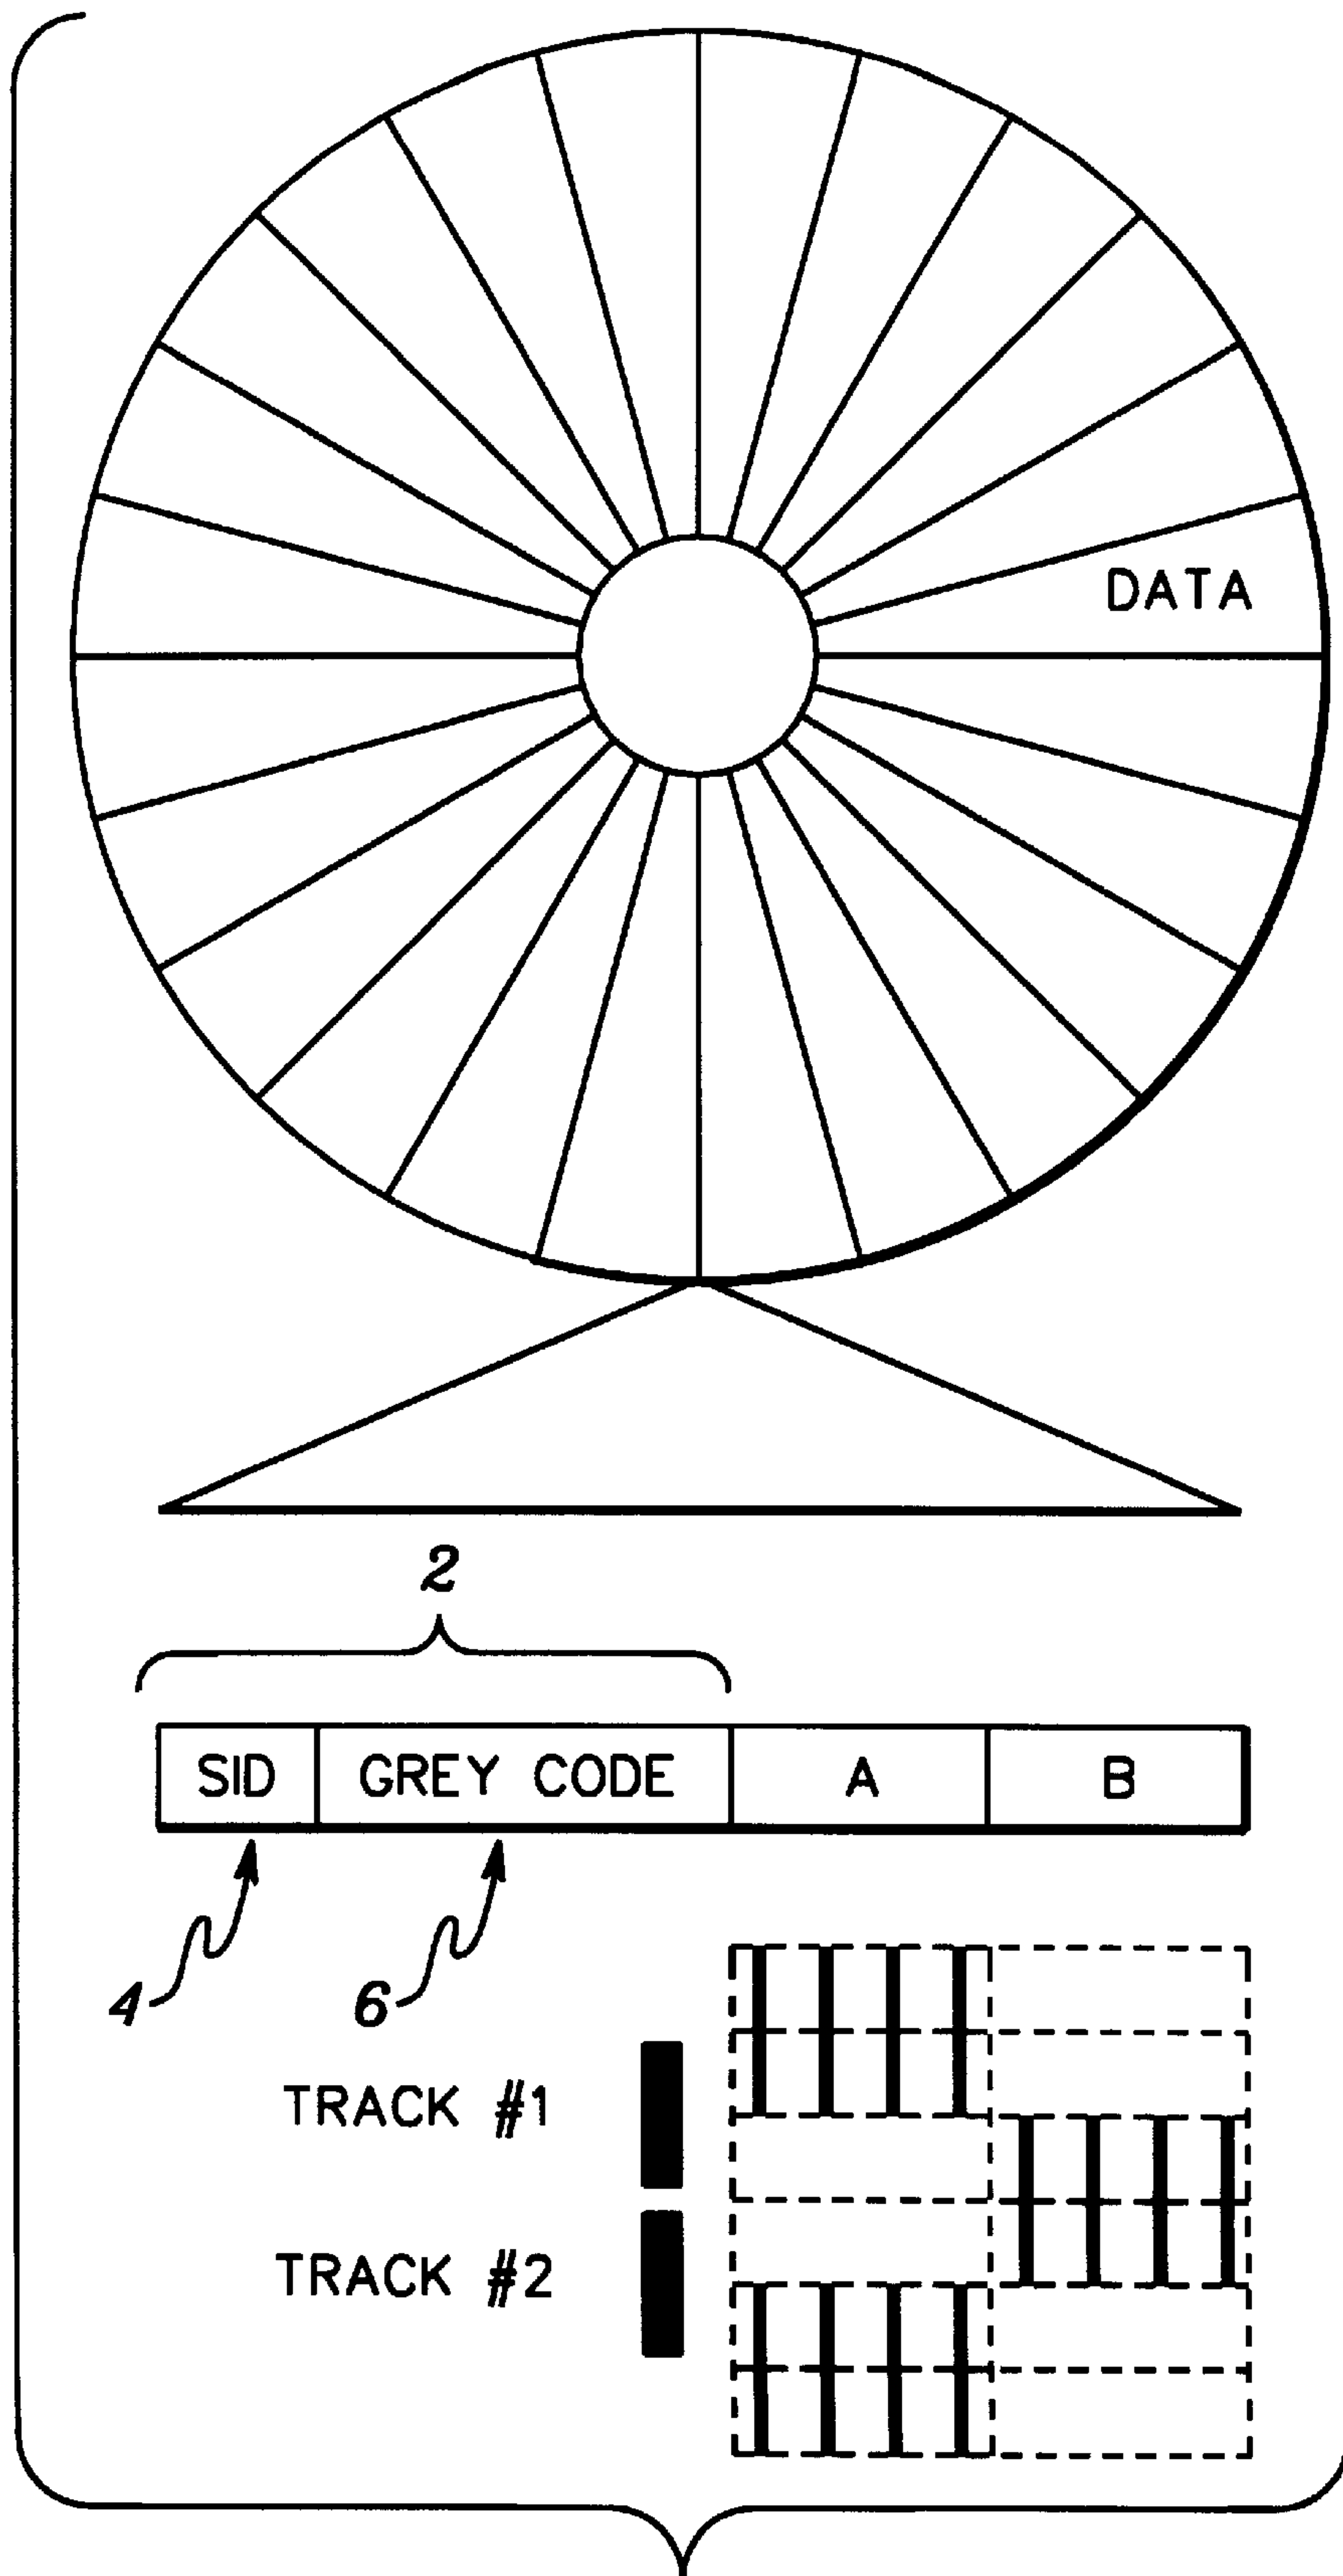 DATA
2
SID GREY CODE A B
4 6
TRACK #1
TRACK #2